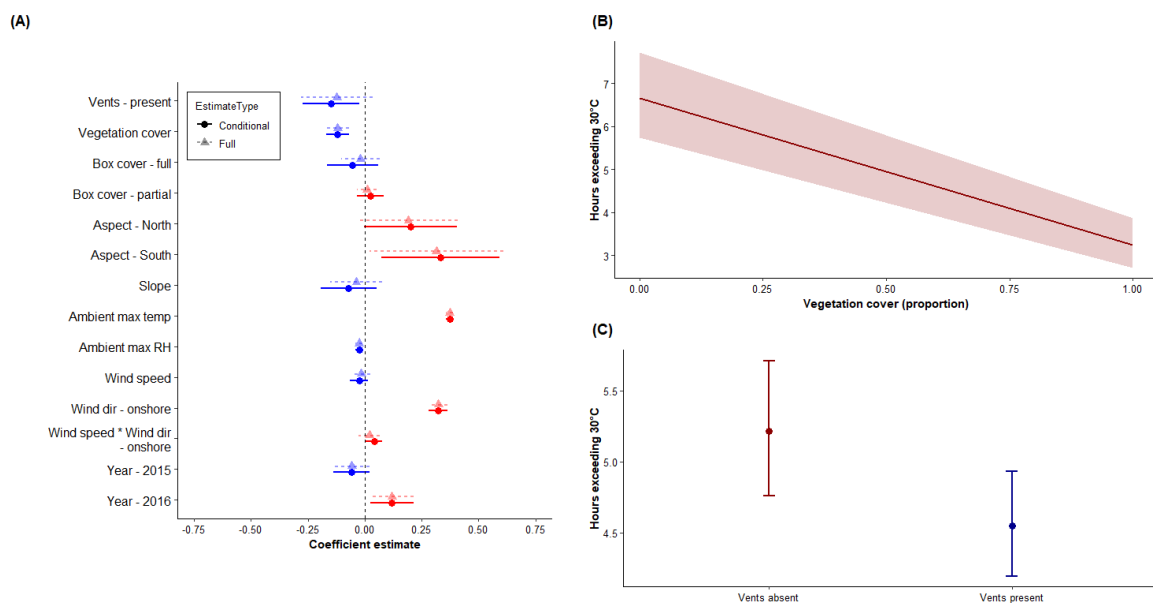 (A)
Vents - present
Vegetation cover
Box cover - full
Box cover - partial
Aspect - North
Aspect - South
Slope
Ambient max temp
Ambient max RH
Wind speed
Wind dir - onshore
Wind speed * Wind dir
- onshore
Year - 2015
Year - 2016
EstimateType
Conditional
Full
-0.75 -0.50 -0.25 0.00 0.25 0.50 0.75
Coefficient estimate
(B)
Hours exceeding 30°C
7
6
5
4
3
0.00 0.25 0.50 0.75 1.00
Vegetation cover (proportion)
(C)
Hours exceeding 30°C
5.5
5.0
4.5
Vents absent Vents present